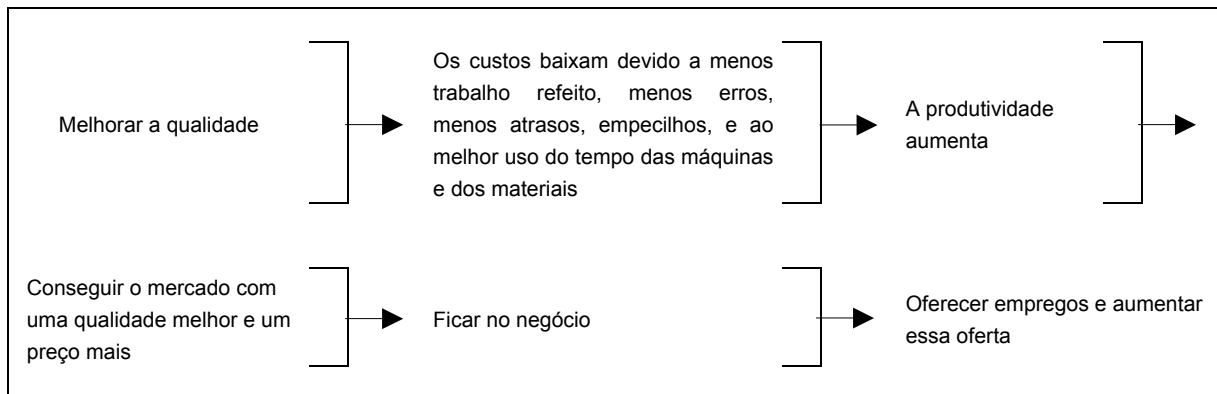 Melhorar a qualidade
Os custos baixam devido a menos
trabalho refeito, menos erros,
menos atrasos, empecilhos, e ao
melhor uso do tempo das máquinas
e dos materiais
A produtividade
aumenta
Conseguir o mercado com
uma qualidade melhor e um
preço mais
Ficar no negócio
Oferecer empregos e aumentar
essa oferta